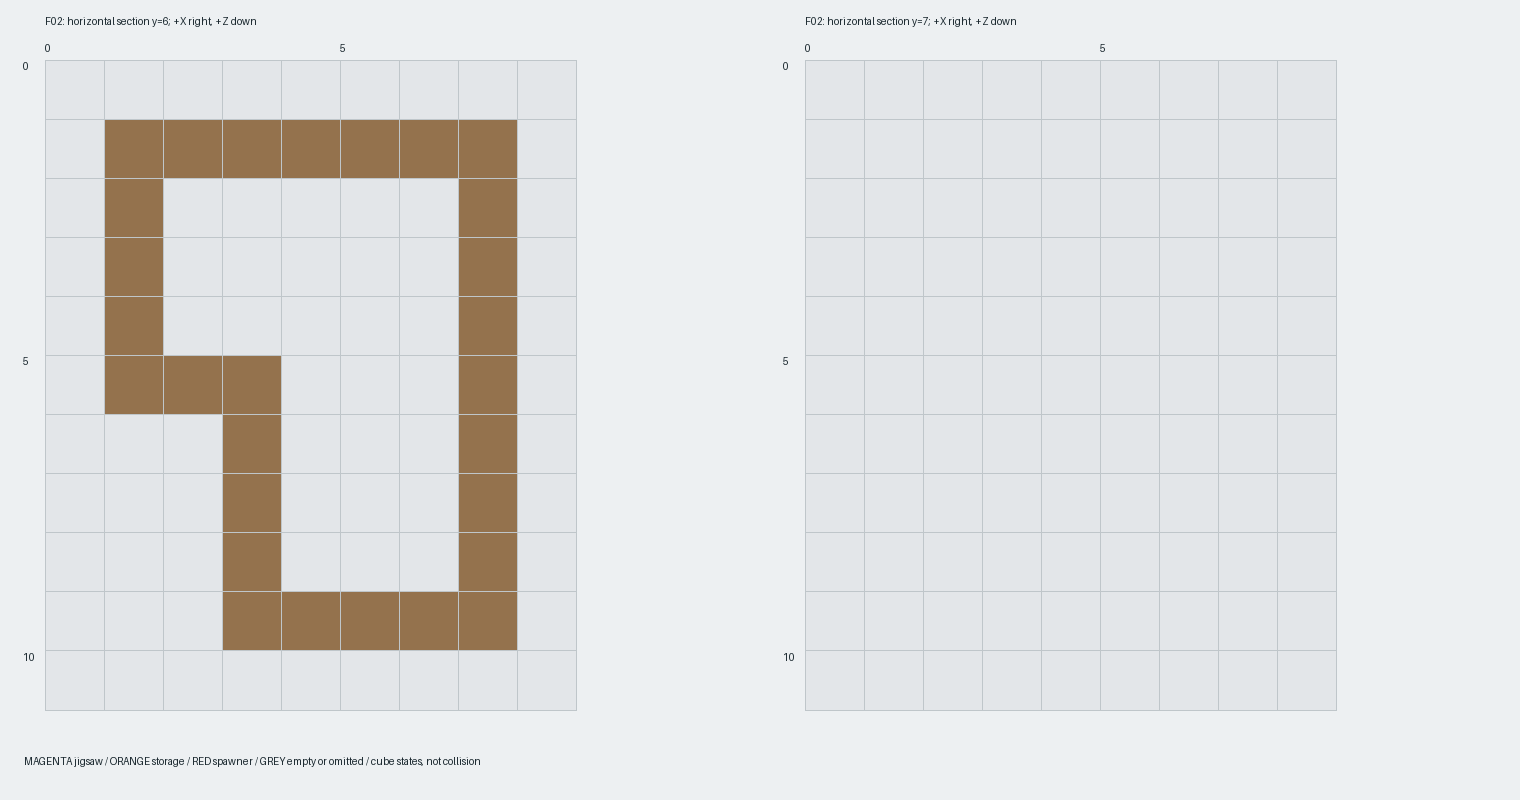 F02: horizontal section y=6; +X right, +Z down
F02: horizontal section y=7; +X right, +Z down
0 5
0 5
0
0
5
5
10
10
MAGENTA jigsaw / ORANGE storage / RED spawner / GREY empty or omitted / cube states, not collision